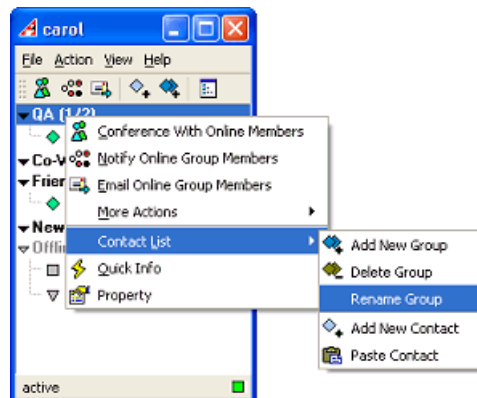 carol
File Action View Help
QA (1/2)
Conference With Online Members
Co-W
Notify Online Group Members
Frien
Email Online Group Members
More Actions
New
Contact List
Add New Group
Offli
Quick Info
Delete Group
Property
Rename Group
Add New Contact
Paste Contact
active